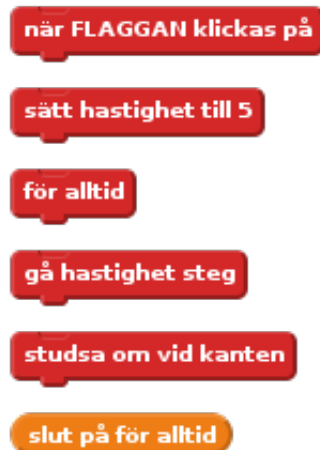 när FLAGGAN klickas på
sätt hastighet till 5
för alltid
gå hastighet steg
studsa om vid kanten
slut på för alltid